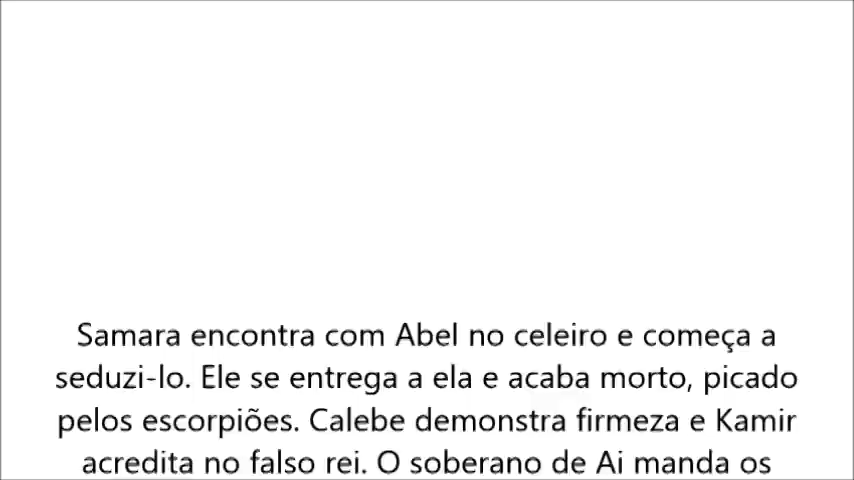 Samara encontra com Abel no celeiro e começa a
seduzi-lo. Ele se entrega a ela e acaba morto, picado
pelos escorpiões. Calebe demonstra firmeza e Kamir
acredita no falso rei. O soberano de Ai manda os